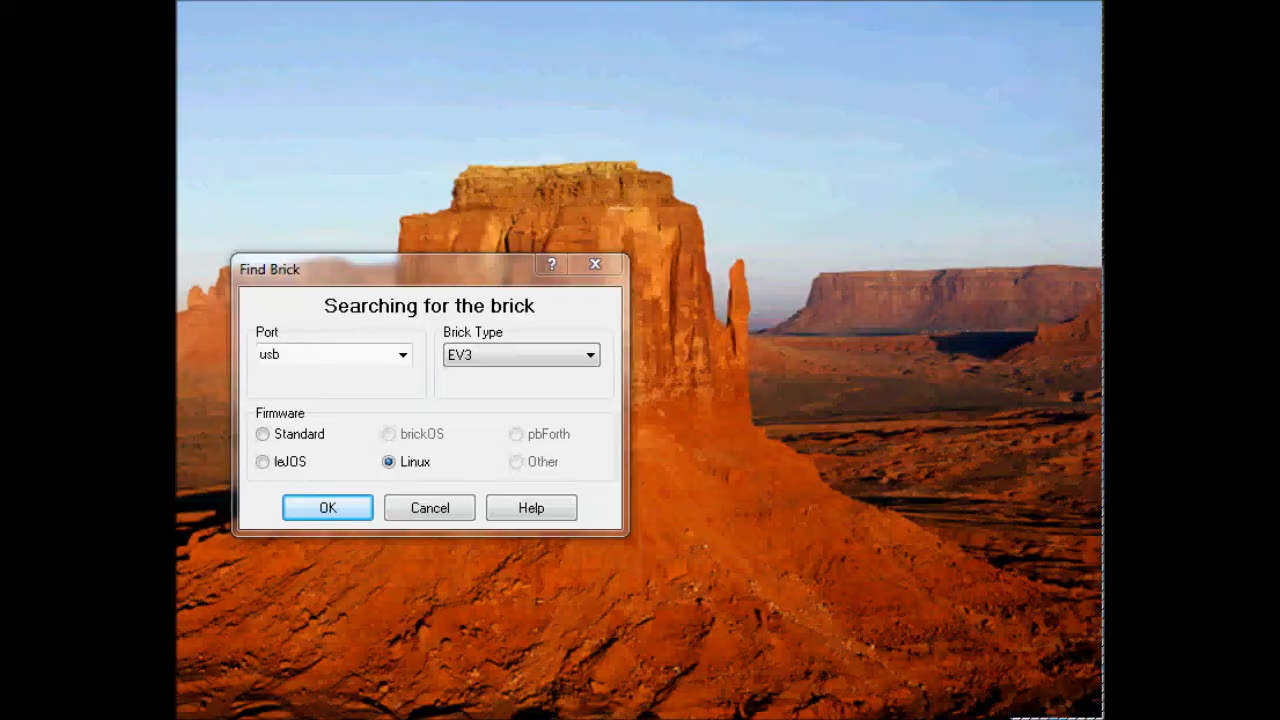 Find Brick
Searching for the brick
Port
Brick Type
usb
EV3
Firmware
Standard
brickOS
pbForth
leJOS
Linux
Other
OK
Cancel
Help